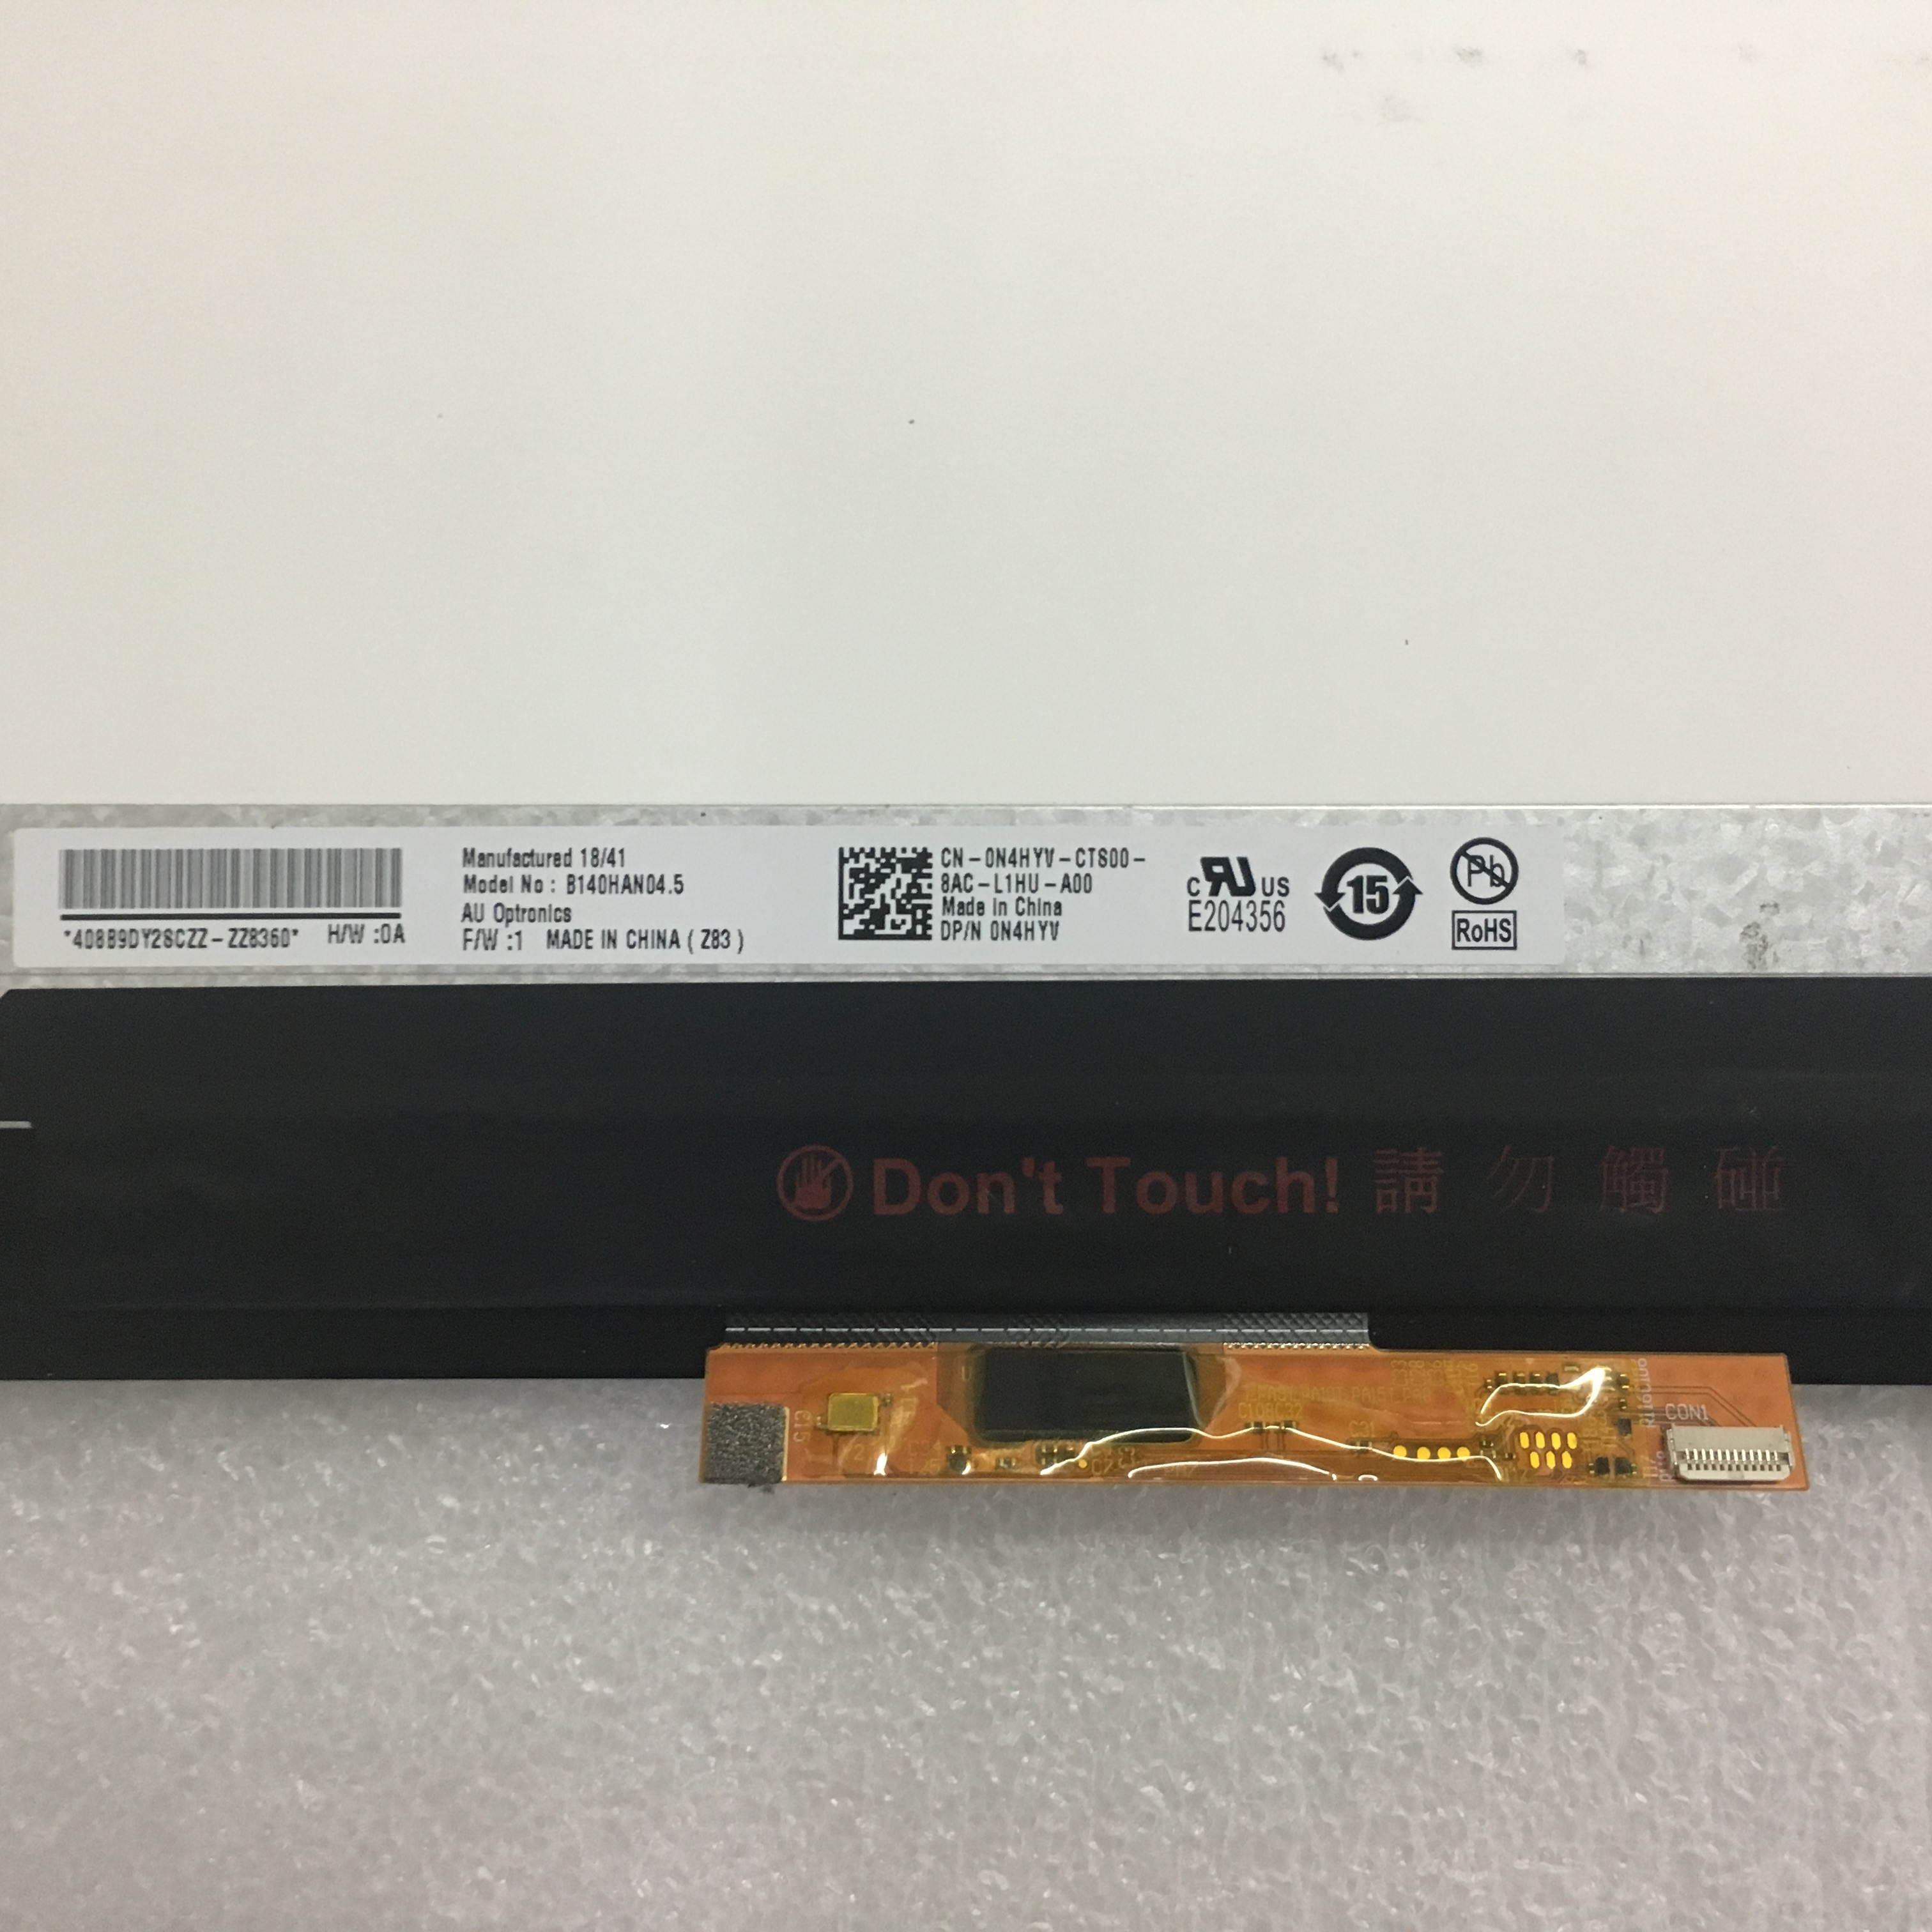 *408B9DY2SCZZ-ZZ8360* H/W :0A
Manufactured 18/41
Model No : B140HAN04.5
AU Optronics
F/W :1 MADE IN CHINA ( Z83 )
CN-0N4HYV-CTS00-
8AC-L1HU-A00
Made in China
DP/N 0N4HYV
C US
E204356
15
Pb
RoHS
Don't Touch! 請勿觸碰
CON1